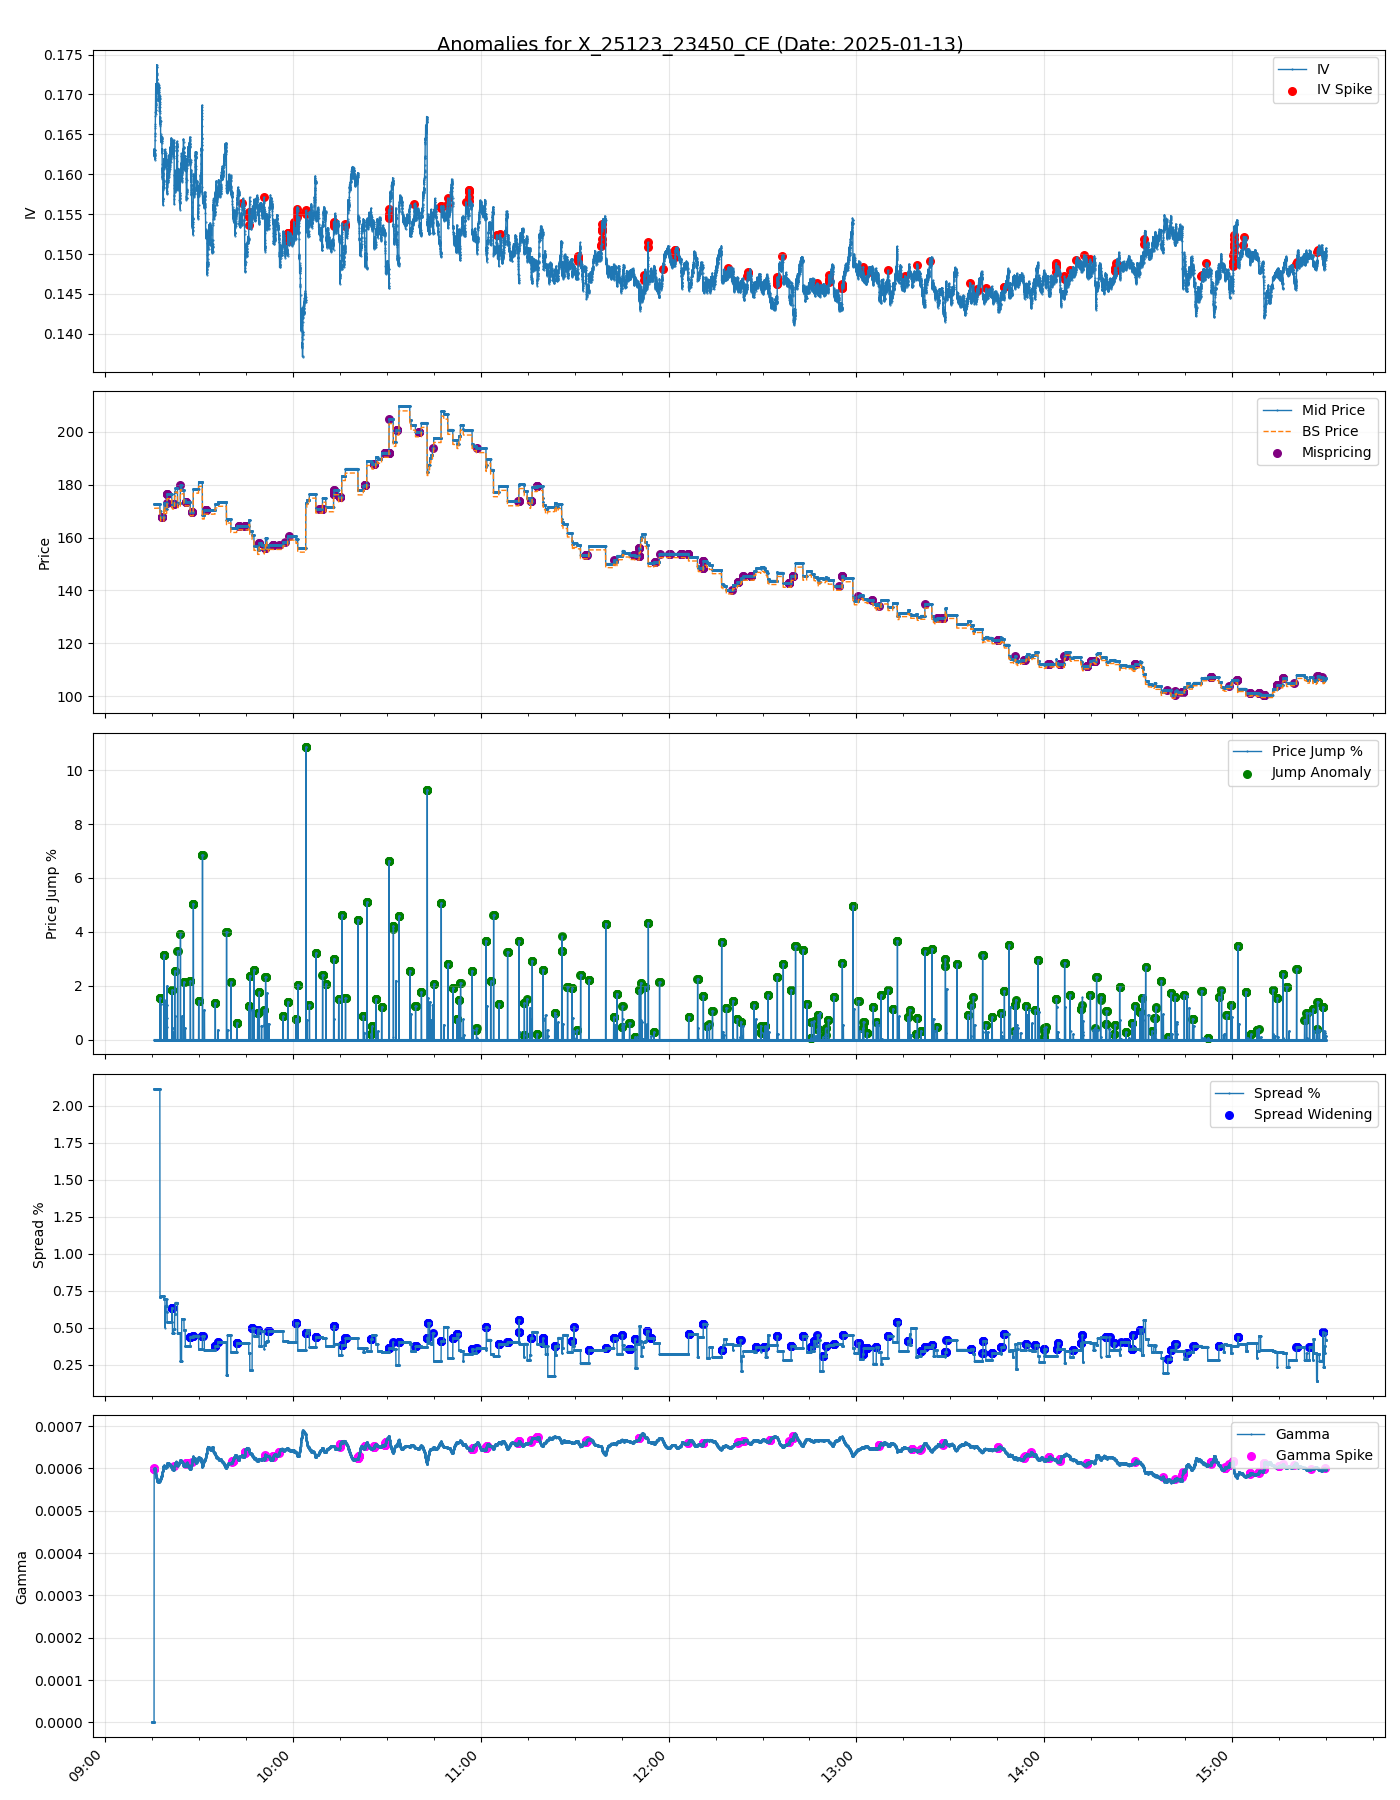 Anomalies for X_25123_23450_CE (Date: 2025-01-13)
IV
IV Spike
0.175
0.170
0.165
0.160
0.155
0.150
0.145
0.140
IV
Mid Price
BS Price
Mispricing
200
180
160
140
120
100
Price
Price Jump %
Jump Anomaly
10
8
6
4
2
0
Price Jump %
Spread %
Spread Widening
2.00
1.75
1.50
1.25
1.00
0.75
0.50
0.25
Spread %
Gamma
Gamma Spike
0.0007
0.0006
0.0005
0.0004
0.0003
0.0002
0.0001
0.0000
Gamma
09:00
10:00
11:00
12:00
13:00
14:00
15:00